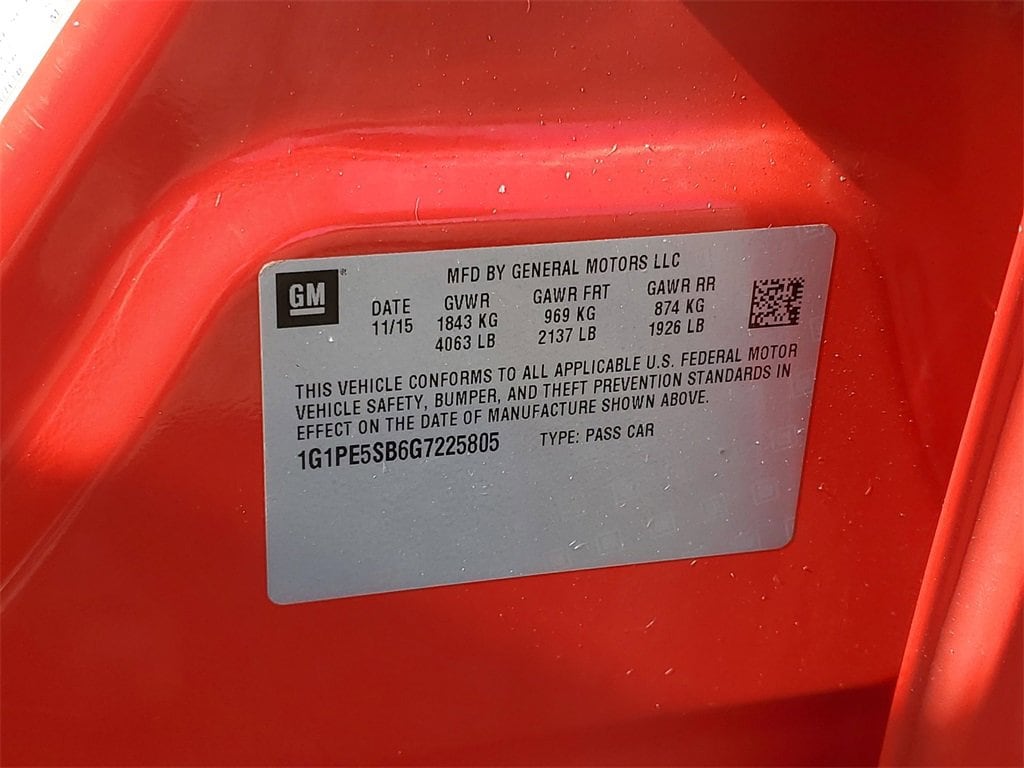 GM
MFD BY GENERAL MOTORS LLC
DATE GVWR GAWR FRT GAWR RR
11/15 1843 KG 969 KG 874 KG
4063 LB 2137 LB 1926 LB
THIS VEHICLE CONFORMS TO ALL APPLICABLE U.S. FEDERAL MOTOR
VEHICLE SAFETY, BUMPER, AND THEFT PREVENTION STANDARDS IN
EFFECT ON THE DATE OF MANUFACTURE SHOWN ABOVE.
1G1PE5SB6G7225805 TYPE: PASS CAR